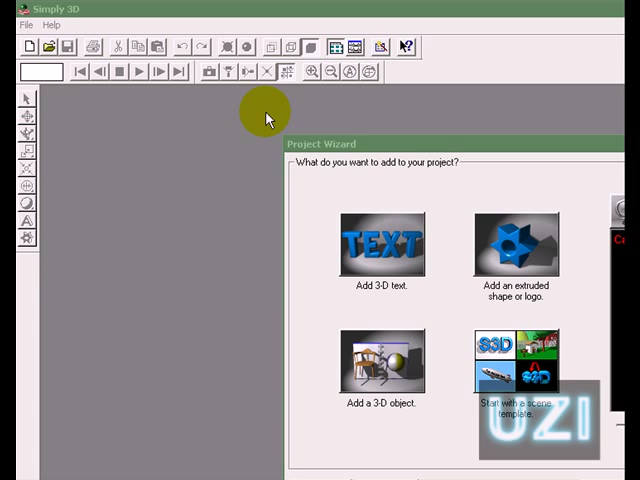 Simply 3D
File Help
Project Wizard
What do you want to add to your project?
TEXT
Add 3-D text.
Add an extruded
shape or logo.
S3D
Add a 3-D object.
Start with a scene
template.
UZI